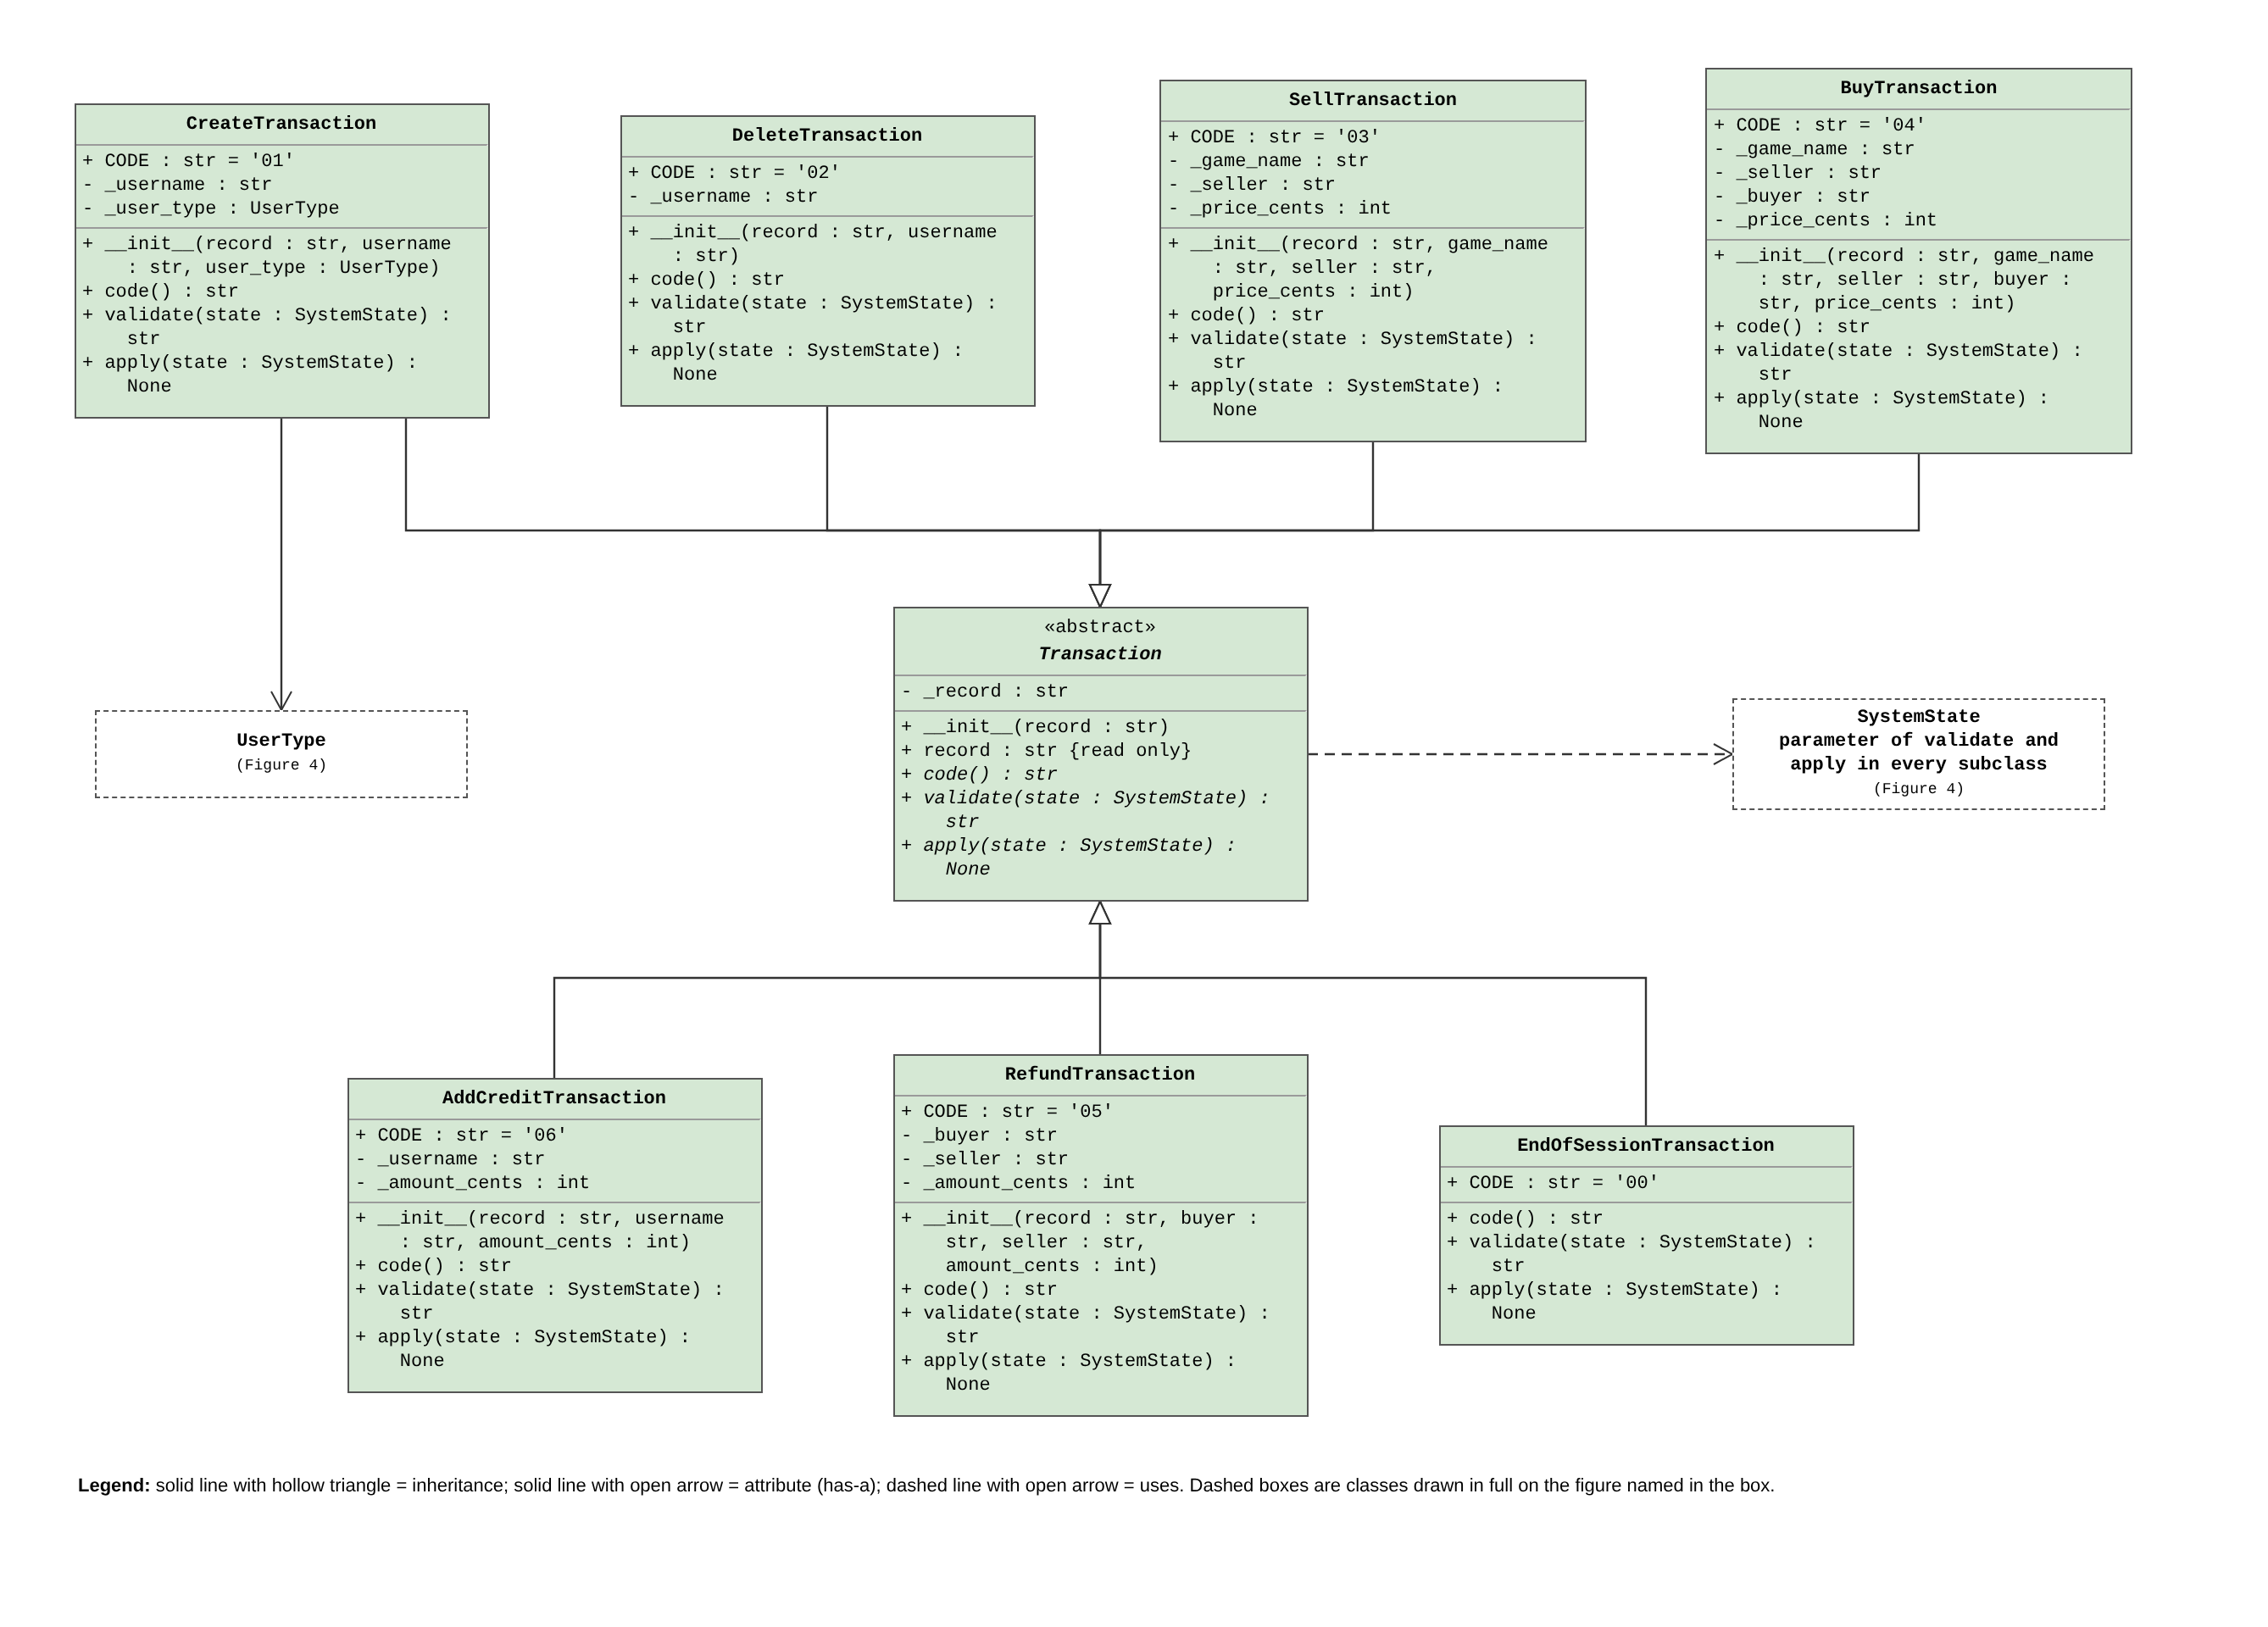 CreateTransaction
+ CODE : str = '01'
- _username : str
- _user_type : UserType
+ __init__(record : str, username
: str, user_type : UserType)
+ code() : str
+ validate(state : SystemState) :
str
+ apply(state : SystemState) :
None
DeleteTransaction
+ CODE : str = '02'
- _username : str
+ __init__(record : str, username
: str)
+ code() : str
+ validate(state : SystemState) :
str
+ apply(state : SystemState) :
None
SellTransaction
+ CODE : str = '03'
- _game_name : str
- _seller : str
- _price_cents : int
+ __init__(record : str, game_name
: str, seller : str,
price_cents : int)
+ code() : str
+ validate(state : SystemState) :
str
+ apply(state : SystemState) :
None
BuyTransaction
+ CODE : str = '04'
- _game_name : str
- _seller : str
- _buyer : str
- _price_cents : int
+ __init__(record : str, game_name
: str, seller : str, buyer :
str, price_cents : int)
+ code() : str
+ validate(state : SystemState) :
str
+ apply(state : SystemState) :
None
«abstract»
Transaction
- _record : str
+ __init__(record : str)
+ record : str {read only}
+ code() : str
+ validate(state : SystemState) :
str
+ apply(state : SystemState) :
None
UserType
(Figure 4)
SystemState
parameter of validate and
apply in every subclass
(Figure 4)
AddCreditTransaction
+ CODE : str = '06'
- _username : str
- _amount_cents : int
+ __init__(record : str, username
: str, amount_cents : int)
+ code() : str
+ validate(state : SystemState) :
str
+ apply(state : SystemState) :
None
RefundTransaction
+ CODE : str = '05'
- _buyer : str
- _seller : str
- _amount_cents : int
+ __init__(record : str, buyer :
str, seller : str,
amount_cents : int)
+ code() : str
+ validate(state : SystemState) :
str
+ apply(state : SystemState) :
None
EndOfSessionTransaction
+ CODE : str = '00'
+ code() : str
+ validate(state : SystemState) :
str
+ apply(state : SystemState) :
None
Legend: solid line with hollow triangle = inheritance; solid line with open arrow = attribute (has-a); dashed line with open arrow = uses. Dashed boxes are classes drawn in full on the figure named in the box.